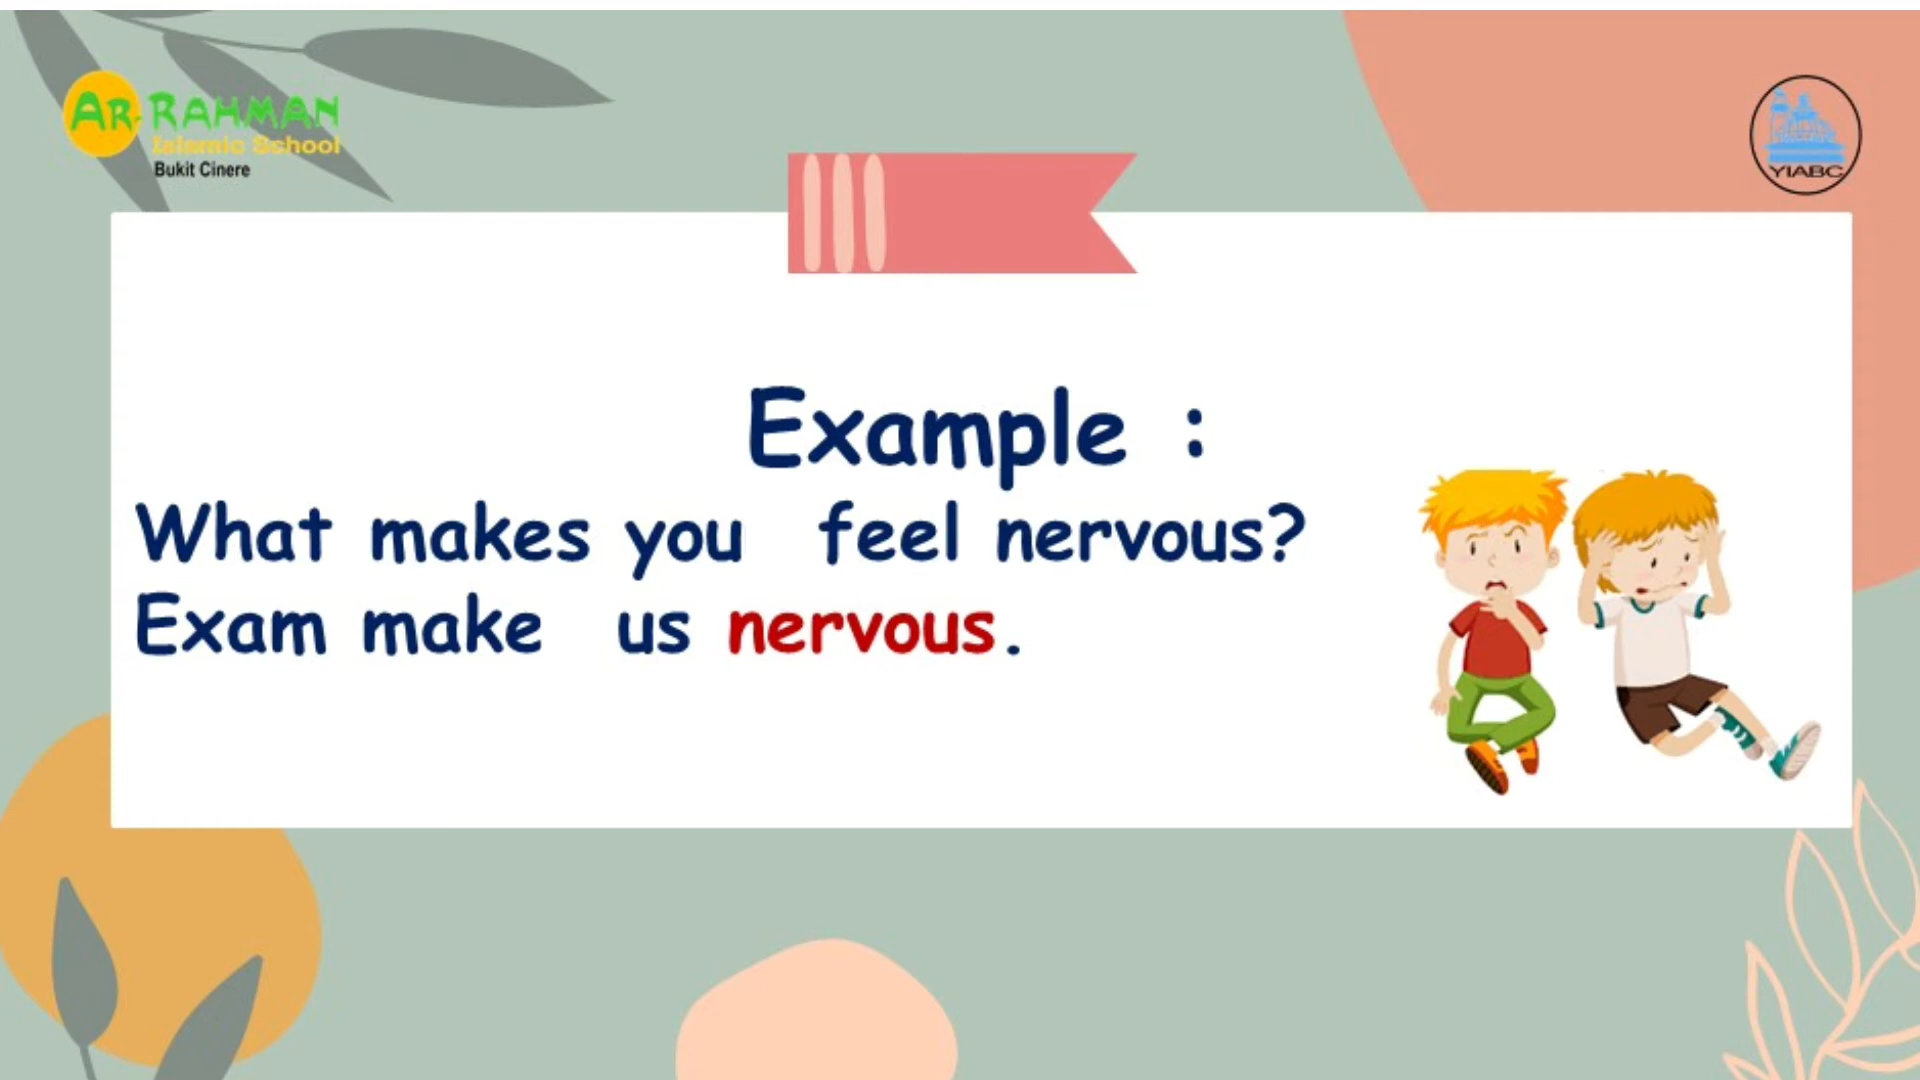 AR-RAHMAN
Islamic School
Bukit Cinere
YIABC
Example :
What makes you feel nervous?
Exam make us nervous.